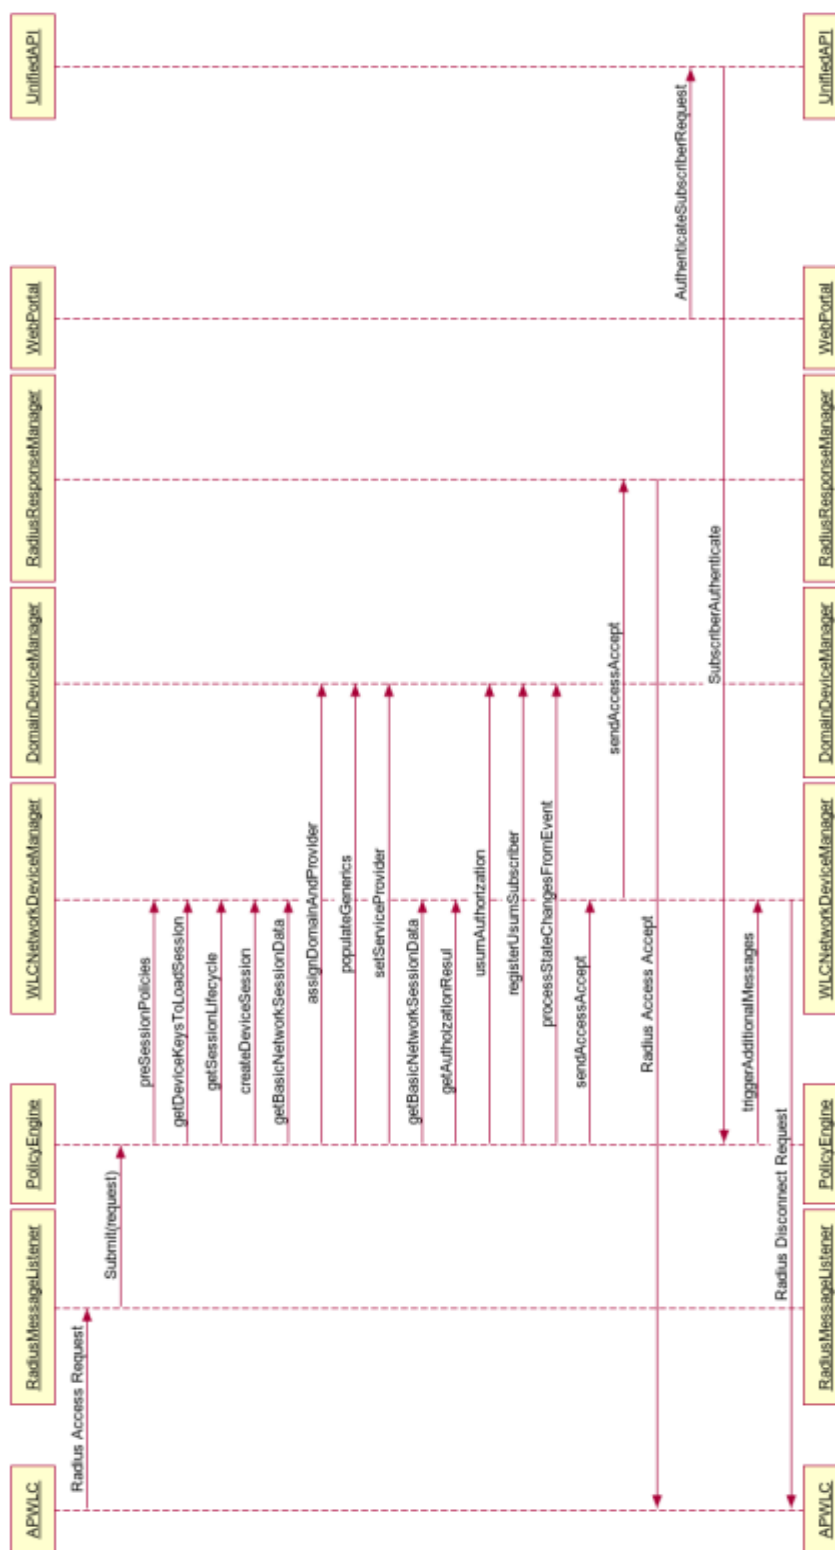 APWLC
RadiusMessageListener
PolicyEngine
WLCNetworkDeviceManager
DomainDeviceManager
RadiusResponseManager
WebPortal
UnifiedAPI
Radius Access Request
Submit(request)
preSessionPolicies
getDeviceKeysToLoadSession
getSessionLifecycle
createDeviceSession
getBasicNetworkSessionData
assignDomainAndProvider
populateGenerics
setServiceProvider
getBasicNetworkSessionData
getAuthoizationResul
usumAuthorization
registerUsumSubscriber
processStateChangesFromEvent
sendAccessAccept
sendAccessAccept
Radius Access Accept
AuthenticateSubscriberRequest
SubscriberAuthenticate
triggerAdditionalMessages
Radius Disconnect Request
APWLC
RadiusMessageListener
PolicyEngine
WLCNetworkDeviceManager
DomainDeviceManager
RadiusResponseManager
WebPortal
UnifiedAPI